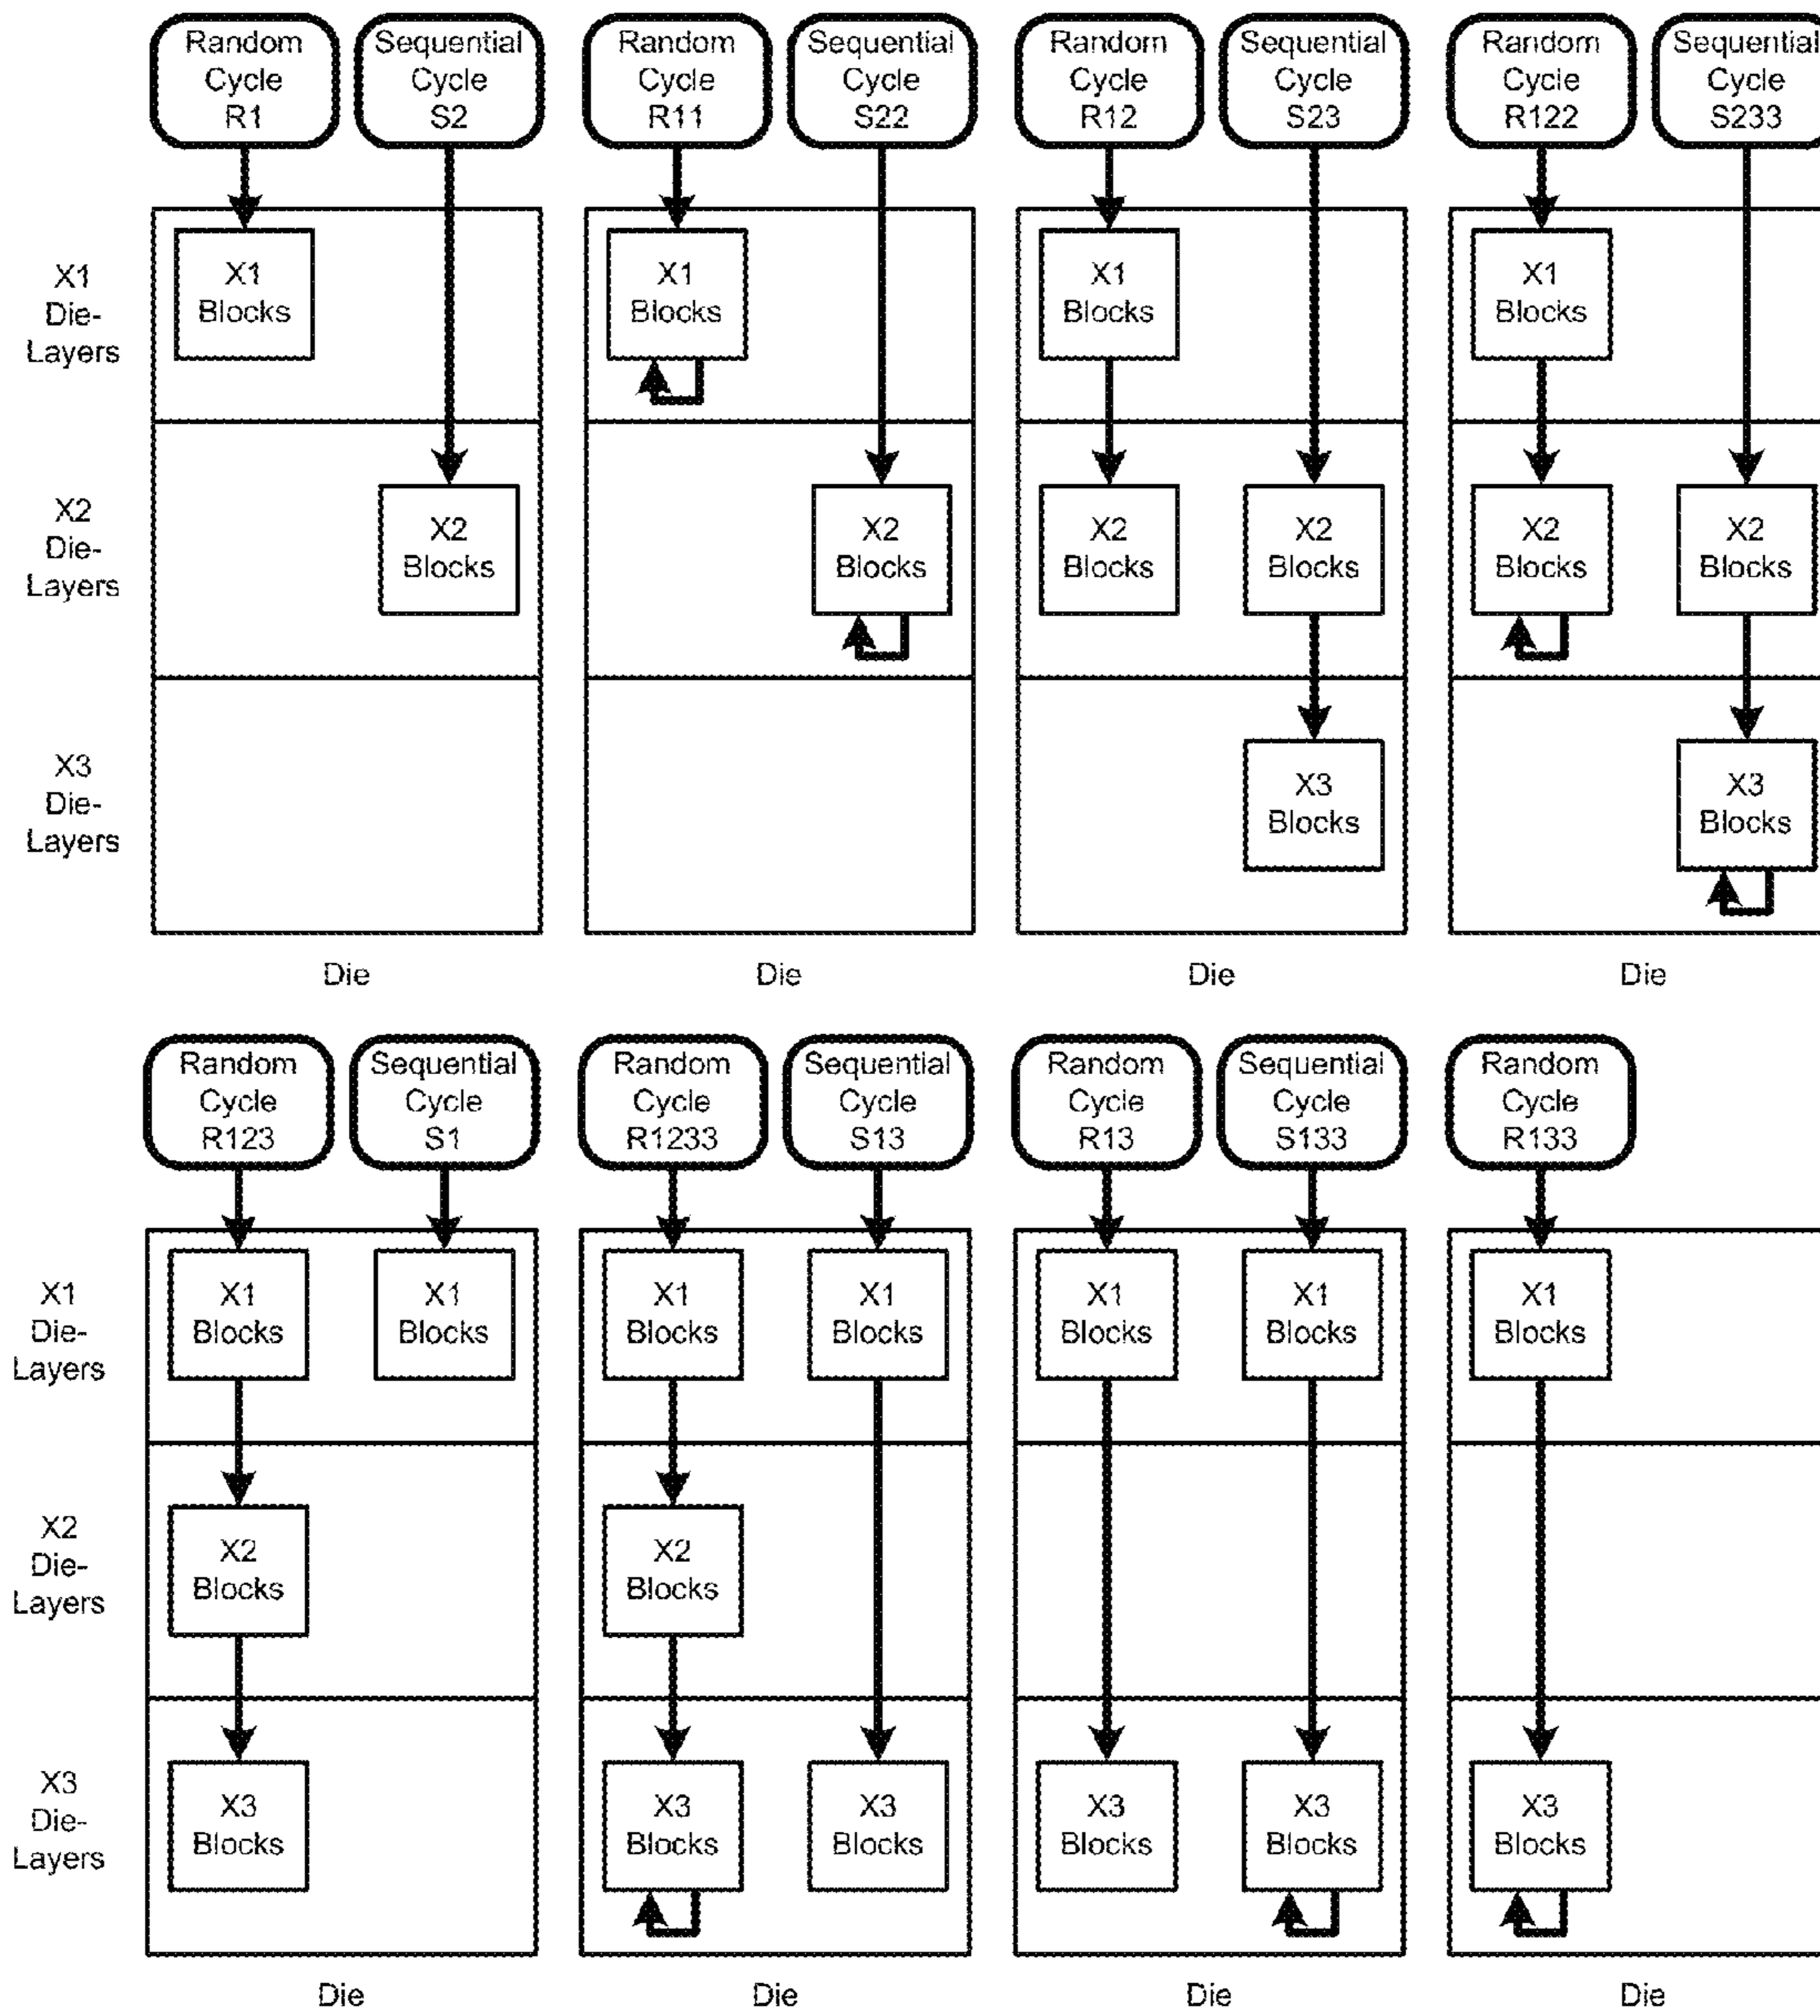 Random
Cycle
R1
Sequential
Cycle
S2
Random
Cycle
R11
Sequential
Cycle
S22
Random
Cycle
R12
Sequential
Cycle
S23
Random
Cycle
R122
Sequential
Cycle
S233
X1
Die-
Layers
X1
Blocks
X1
Blocks
X1
Blocks
X1
Blocks
X2
Die-
Layers
X2
Blocks
X2
Blocks
X2
Blocks
X2
Blocks
X2
Blocks
X2
Blocks
X3
Die-
Layers
X3
Blocks
X3
Blocks
Die
Die
Die
Die
Random
Cycle
R123
Sequential
Cycle
S1
Random
Cycle
R1233
Sequential
Cycle
S13
Random
Cycle
R13
Sequential
Cycle
S133
Random
Cycle
R133
X1
Die-
Layers
X1
Blocks
X1
Blocks
X1
Blocks
X1
Blocks
X1
Blocks
X1
Blocks
X1
Blocks
X2
Die-
Layers
X2
Blocks
X2
Blocks
X3
Die-
Layers
X3
Blocks
X3
Blocks
X3
Blocks
X3
Blocks
X3
Blocks
X3
Blocks
Die
Die
Die
Die